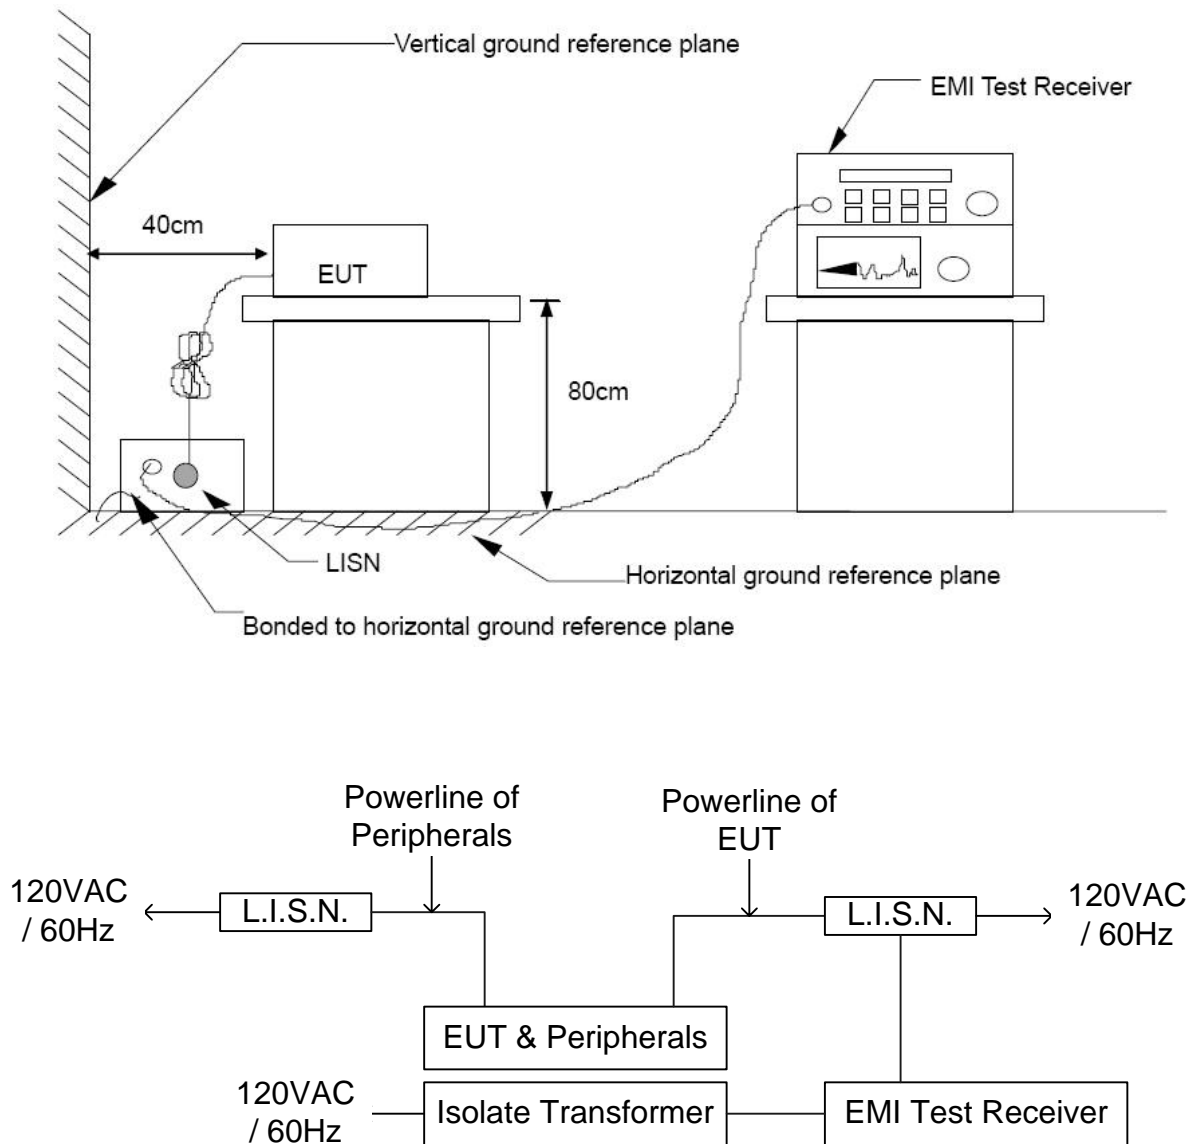 Vertical ground reference plane
EMI Test Receiver
40cm
EUT
80cm
LISN
Horizontal ground reference plane
Bonded to horizontal ground reference plane
Powerline of
Peripherals
Powerline of
EUT
120VAC
/ 60Hz
L.I.S.N.
L.I.S.N.
120VAC
/ 60Hz
EUT & Peripherals
120VAC
/ 60Hz
Isolate Transformer
EMI Test Receiver